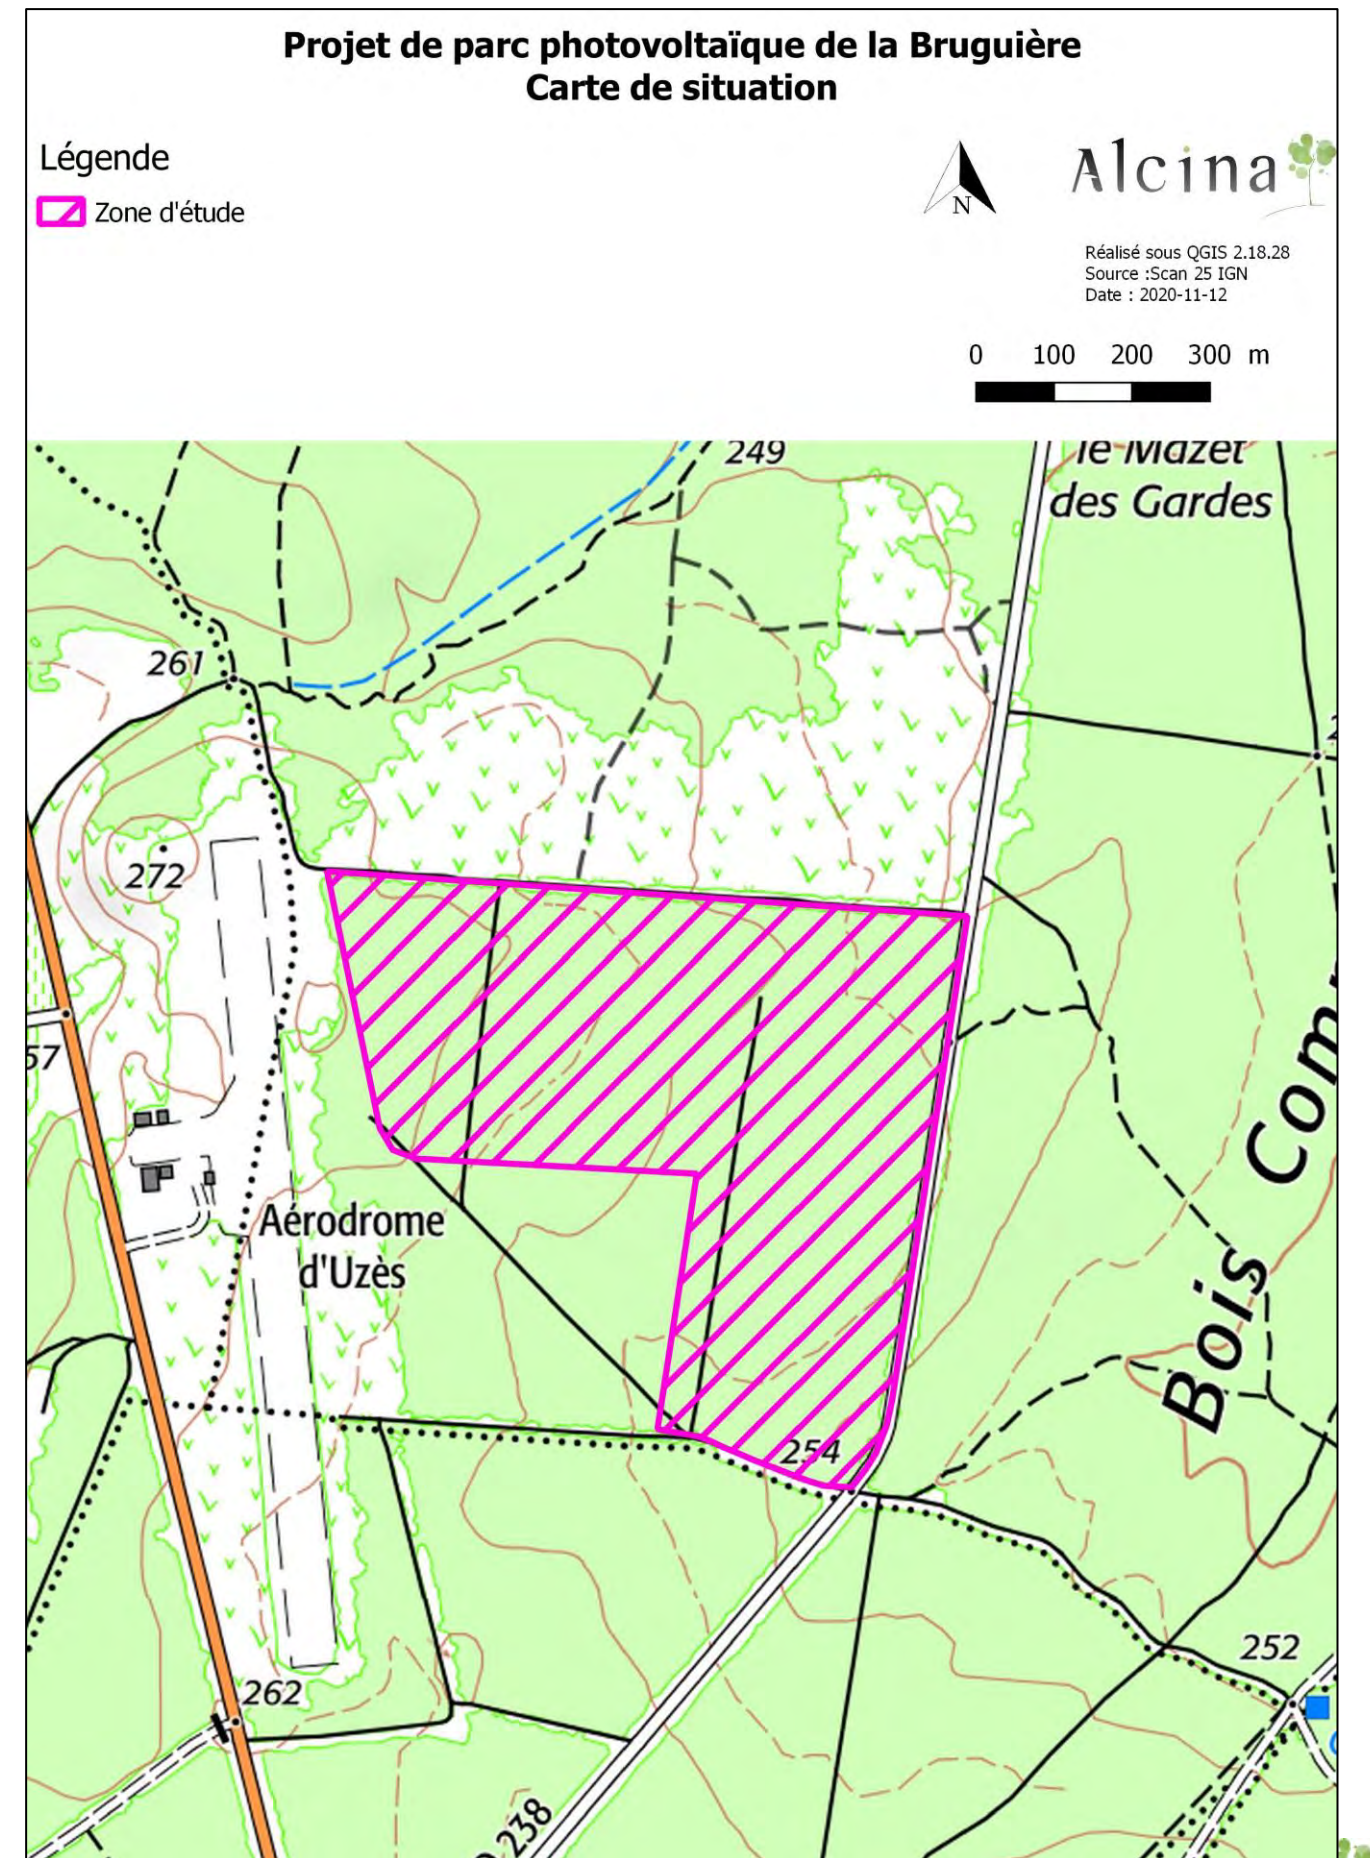 Projet de parc photovoltaïque de la Bruguière
Carte de situation
Légende
Zone d'étude
N
Alcina
Réalisé sous QGIS 2.18.28
Source :Scan 25 IGN
Date : 2020-11-12
0 100 200 300 m
249
le Mazet
des Gardes
261
272
57
Aérodrome
d'Uzès
Bois Com
254
252
262
238